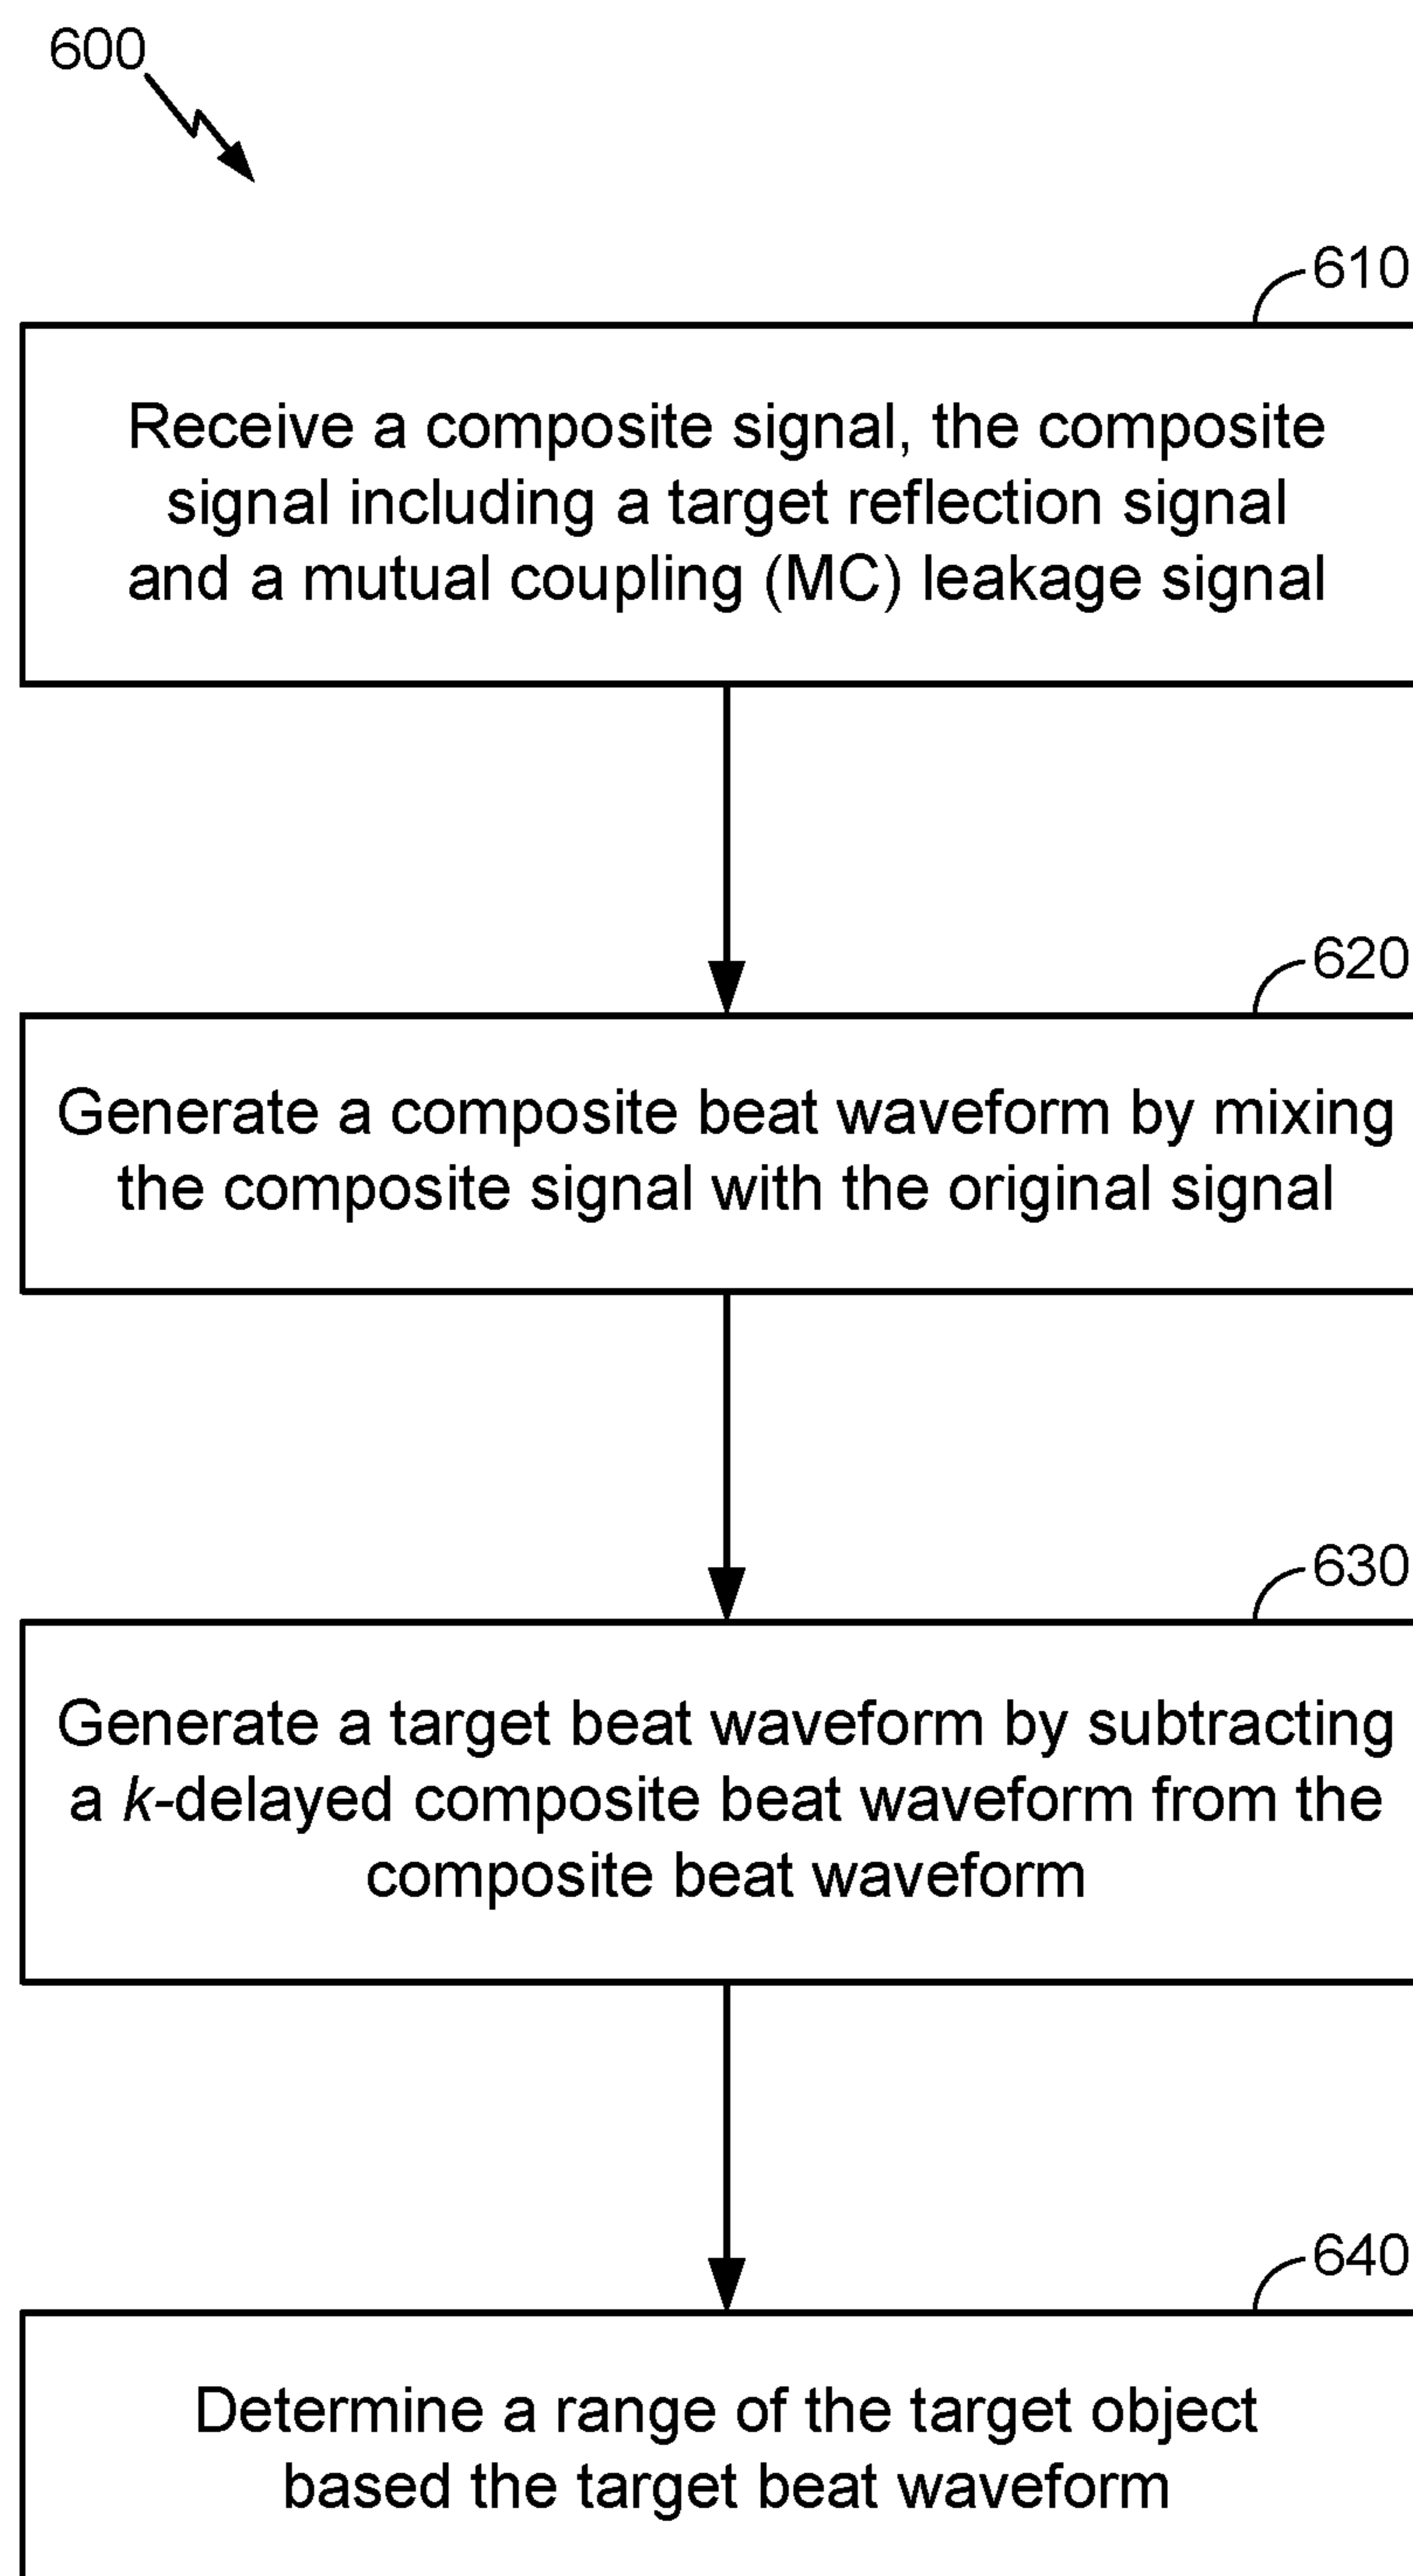 600
610
Receive a composite signal, the composite
signal including a target reflection signal
and a mutual coupling (MC) leakage signal
620
Generate a composite beat waveform by mixing
the composite signal with the original signal
630
Generate a target beat waveform by subtracting
a k-delayed composite beat waveform from the
composite beat waveform
640
Determine a range of the target object
based the target beat waveform